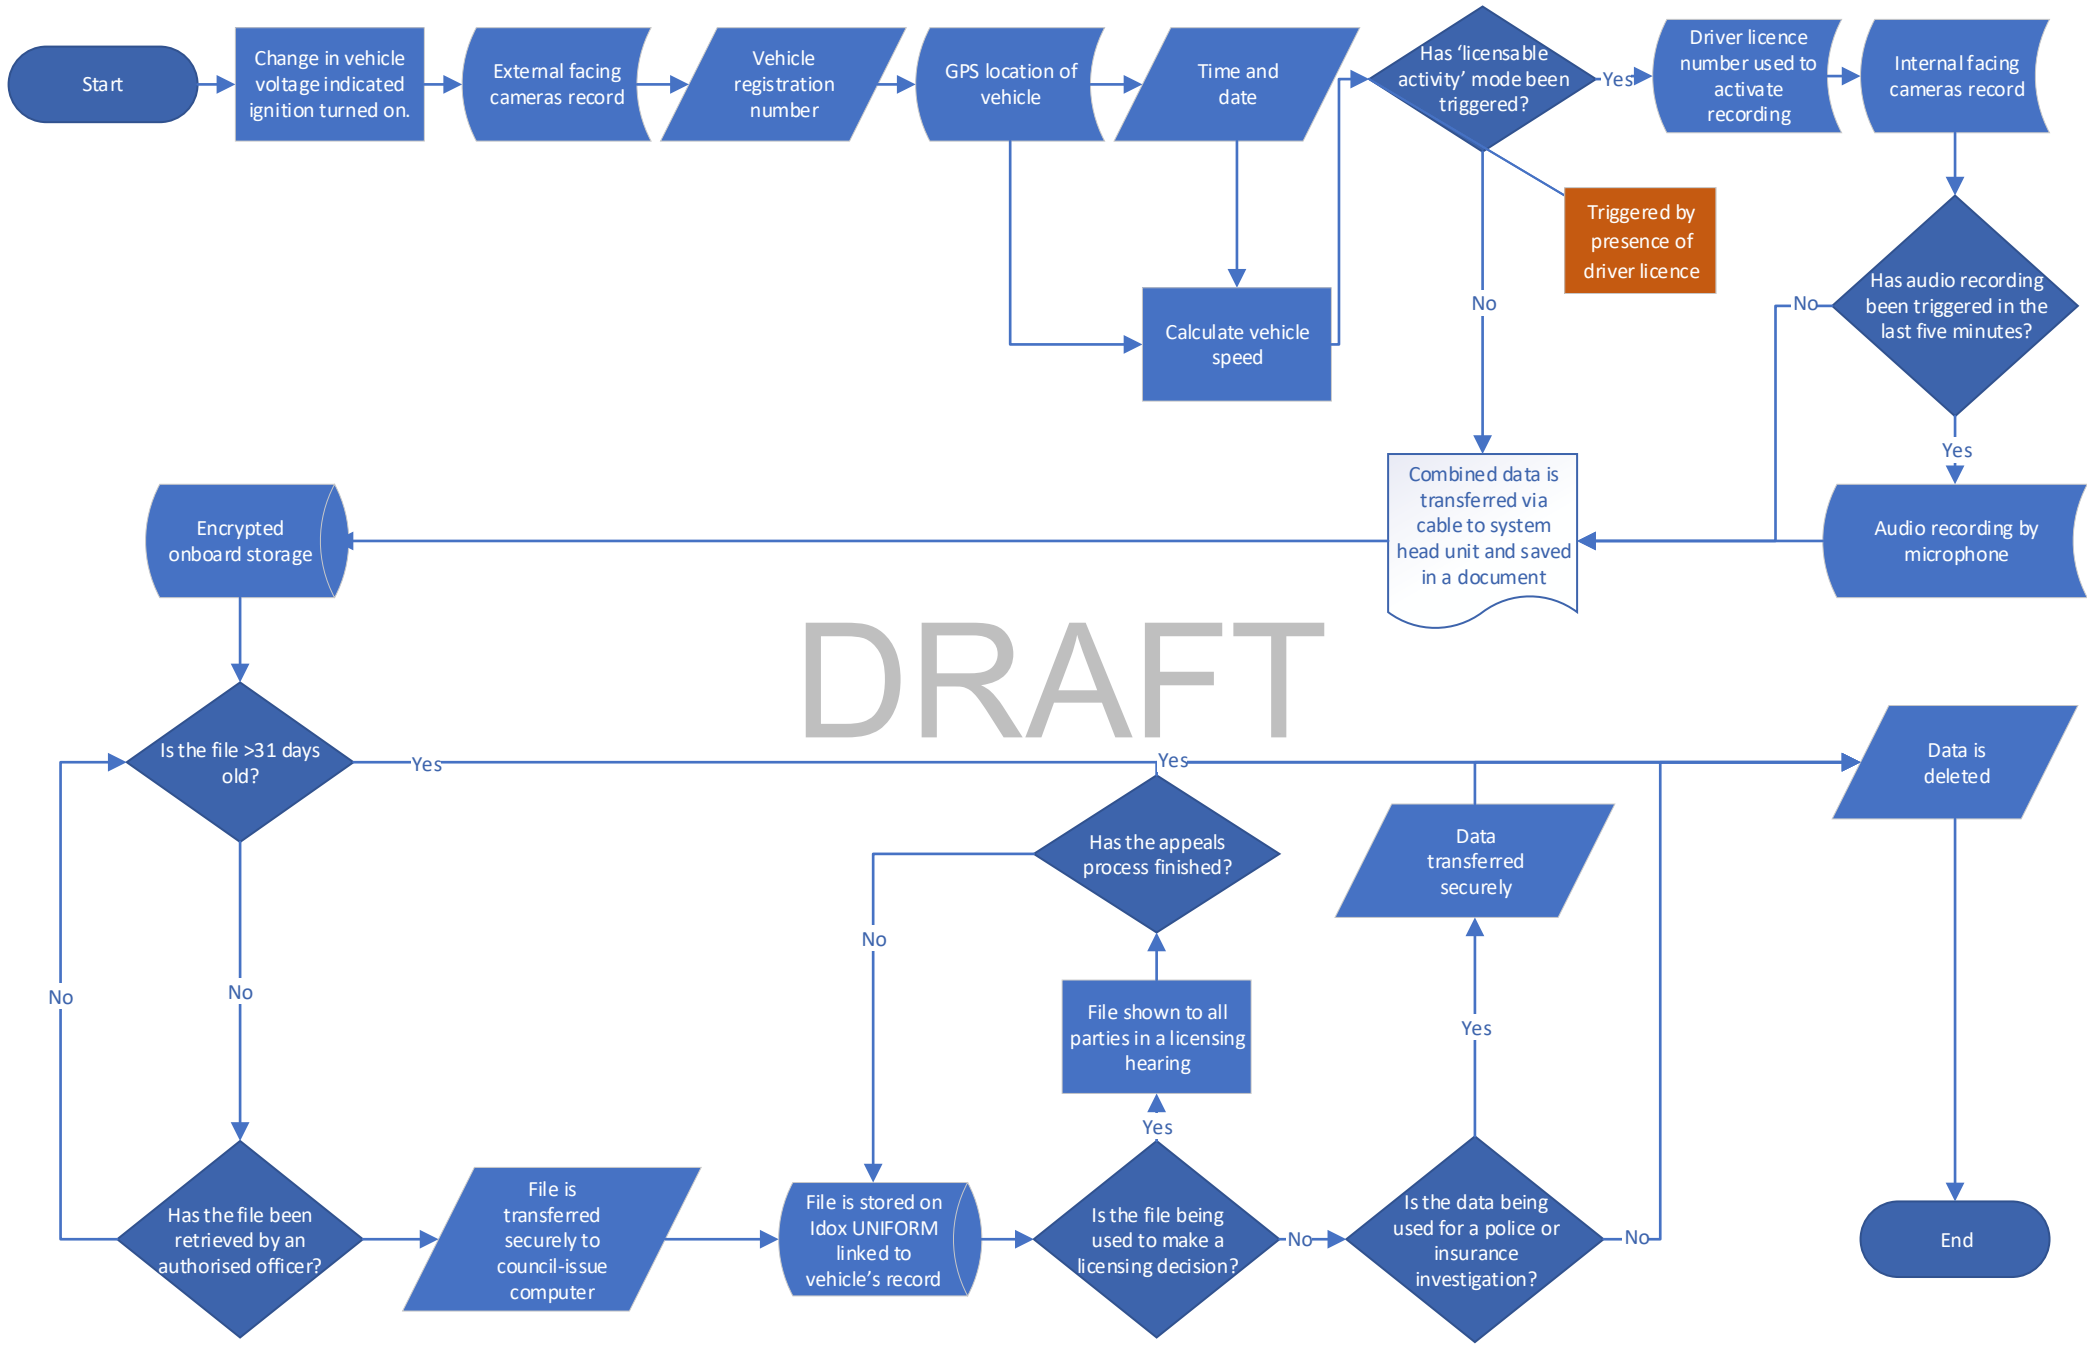 Start
Change in vehicle
voltage indicated
ignition turned on.
External facing
cameras record
Vehicle
registration
number
GPS location of
vehicle
Time and
date
Has ‘licensable
activity’ mode been
triggered?
Yes
Driver licence
number used to
activate
recording
Internal facing
cameras record
Triggered by
presence of
driver licence
No
Calculate vehicle
speed
Has audio recording
been triggered in the
last five minutes?
No
Yes
Combined data is
transferred via
cable to system
head unit and saved
in a document
Audio recording by
microphone
Encrypted
onboard storage
DRAFT
Is the file >31 days
old?
Yes
Yes
Data is
deleted
Has the appeals
process finished?
Data
transferred
securely
No
No
No
File shown to all
parties in a licensing
hearing
Yes
Yes
Has the file been
retrieved by an
authorised officer?
File is
transferred
securely to
council-issue
computer
File is stored on
Idox UNIFORM
linked to
vehicle’s record
Is the file being
used to make a
licensing decision?
No
Is the data being
used for a police or
insurance
investigation?
No
End